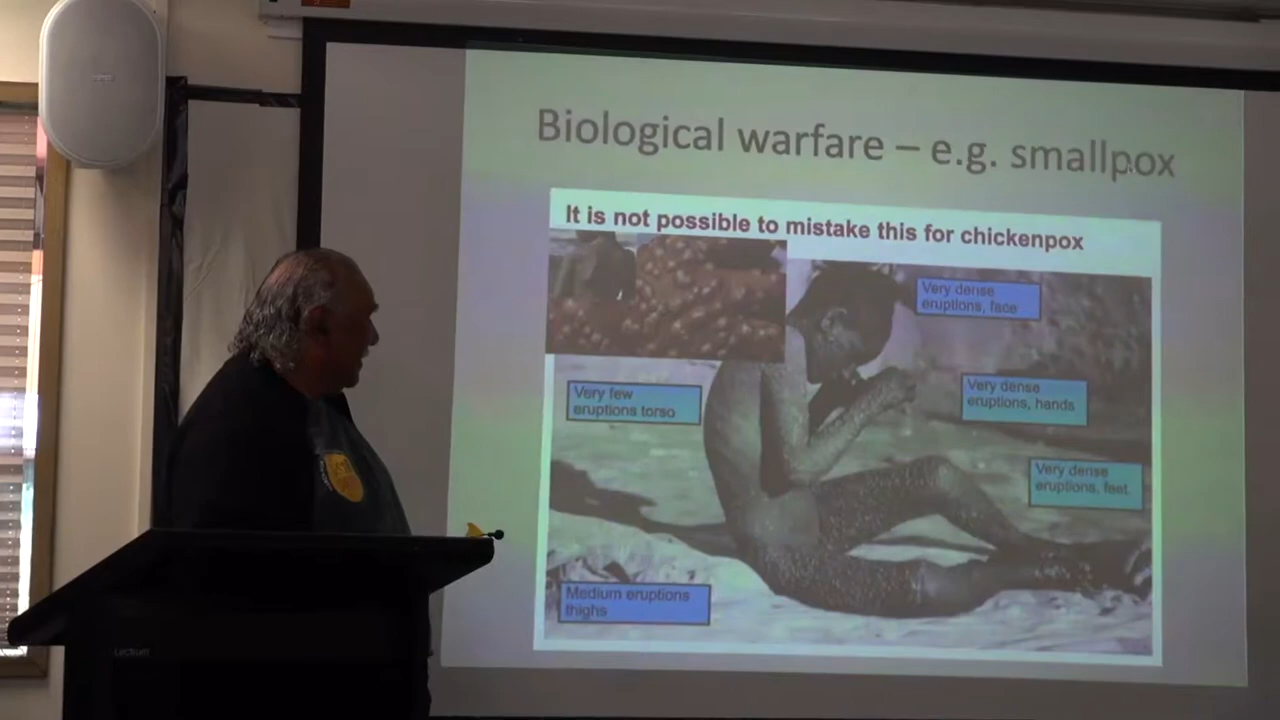 Biological warfare – e.g. smallpox
It is not possible to mistake this for chickenpox
Very dense
eruptions, face
Very few
eruptions torso
Very dense
eruptions, hands
Very dense
eruptions, feet
Medium eruptions
thighs
Lectum